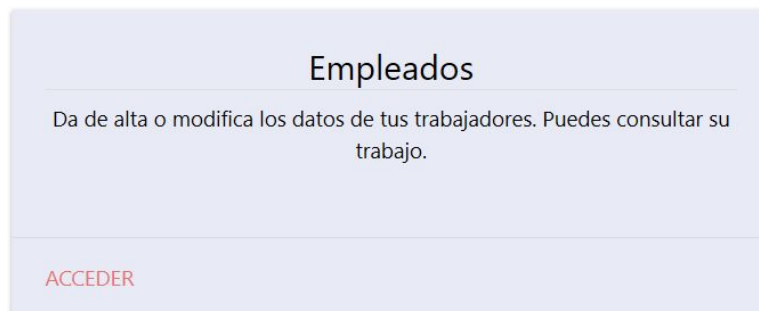 Empleados
Da de alta o modifica los datos de tus trabajadores. Puedes consultar su
trabajo.
ACCEDER